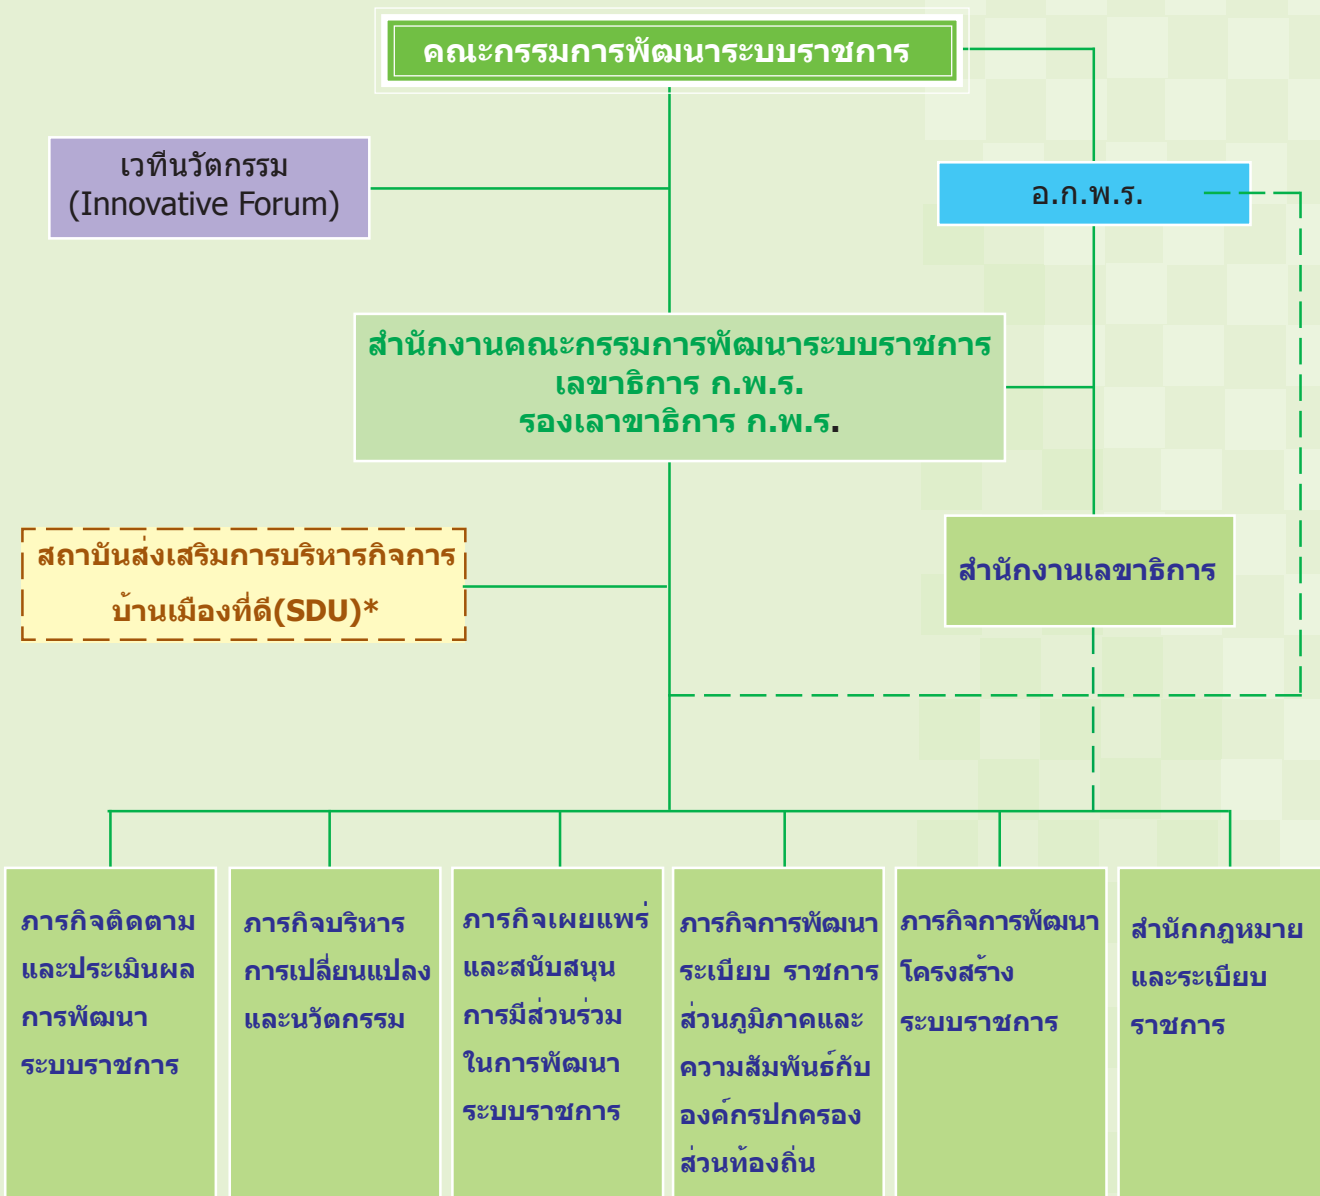 คณะกรรมการพัฒนาระบบราชการ
เวทีนวัตกรรม
(Innovative Forum)
อ.ก.พ.ร.
สำนักงานคณะกรรมการพัฒนาระบบราชการ
เลขาธิการ ก.พ.ร.
รองเลาขาธิการ ก.พ.ร.
สถาบันส่งเสริมการบริหารกิจการ
บ้านเมืองที่ดี(SDU)*
สำนักงานเลขาธิการ
ภารกิจติดตาม
และประเมินผล
การพัฒนา
ระบบราชการ
ภารกิจบริหาร
การเปลี่ยนแปลง
และนวัตกรรม
ภารกิจเผยแพร่
และสนับสนุน
การมีส่วนร่วม
ในการพัฒนา
ระบบราชการ
ภารกิจการพัฒนา
ระเบียบ ราชการ
ส่วนภูมิภาคและ
ความสัมพันธ์กับ
องค์กรปกครอง
ส่วนท้องถิ่น
ภารกิจการพัฒนา
โครงสร้าง
ระบบราชการ
สำนักกฎหมาย
และระเบียบ
ราชการ